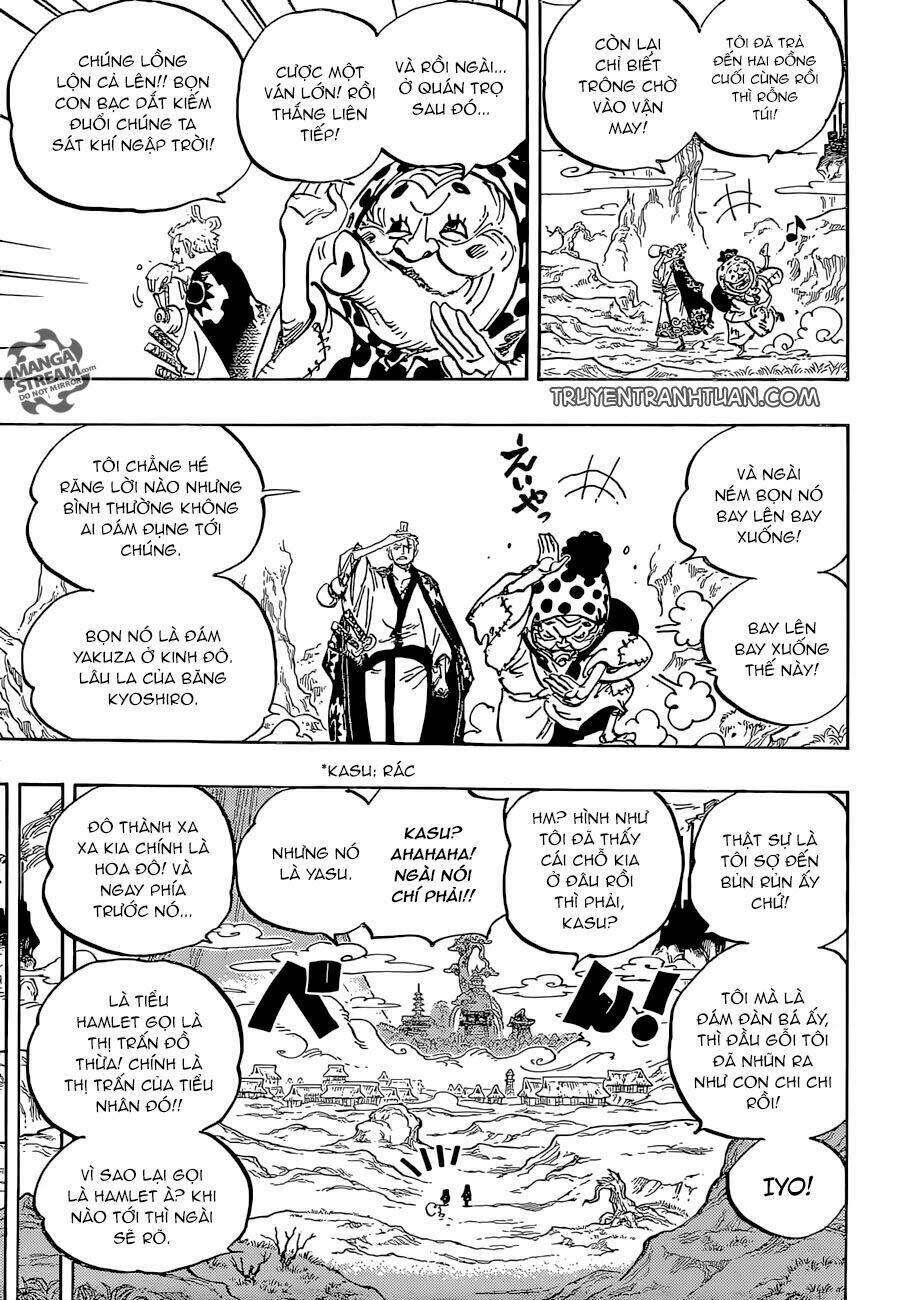 TÔI ĐÃ TRẢ
ĐẾN HAI ĐỒNG
CUỐI CÙNG RỒI
THÌ RỖNG
TÚI!
CÒN LẠI
CHỈ BIẾT
TRÔNG CHỜ
VÀO VẬN
MAY!
VÀ RỒI NGÀI...
Ở QUÁN TRỌ
SAU ĐÓ...
CƯỢC MỘT
VÁN LỚN! RỒI
THẮNG LIÊN
TIẾP!
CHÚNG LỒNG
LỘN CẢ LÊN!! BỌN
CON BẠC DẮT KIẾM
ĐUỔI CHÚNG TA
SÁT KHÍ NGẬP TRỜI!
MANGA
STREAM.com
DO NOT MIRROR!
TRUYENTRANHTUAN.COM
VÀ NGÀI
NÉM BỌN NÓ
BAY LÊN BAY
XUỐNG!
BAY LÊN
BAY XUỐNG
THẾ NÀY!
えいやっ
TÔI CHẲNG HÉ
RĂNG LỜI NÀO NHƯNG
BÌNH THƯỜNG KHÔNG
AI DÁM ĐỤNG TỚI
CHÚNG.
BỌN NÓ LÀ ĐÁM
YAKUZA Ở KINH ĐÔ.
LÂU LA CỦA BĂNG
KYOSHIRO.
*KASU: RÁC
THẬT SỰ LÀ
TÔI SỢ ĐẾN
BỦN RỦN ẤY
CHỨ!
TÔI MÀ LÀ
ĐÁM ĐÀN BÁ ẤY,
THÌ ĐẦU GỐI TÔI
ĐÃ NHŨN RA
NHƯ CON CHI CHI
RỒI!
IYO!
HM? HÌNH NHƯ
TÔI ĐÃ THẤY
CÁI CHỖ KIA
Ở ĐÂU RỒI
THÌ PHẢI,
KASU?
KASU?
AHAHAHA!
NGÀI NÓI
CHÍ PHẢI!!
NHƯNG NÓ
LÀ YASU.
べん!
ĐÔ THÀNH XA
XA KIA CHÍNH LÀ
HOA ĐÔ! VÀ
NGAY PHÍA
TRƯỚC NÓ...
LÀ TIỂU
HAMLET GỌI LÀ
THỊ TRẤN ĐỒ
THỪA! CHÍNH LÀ
THỊ TRẤN CỦA TIỂU
NHÂN ĐÓ!!
VÌ SAO LẠI GỌI
LÀ HAMLET À? KHI
NÀO TỚI THÌ NGÀI
SẼ RÕ.